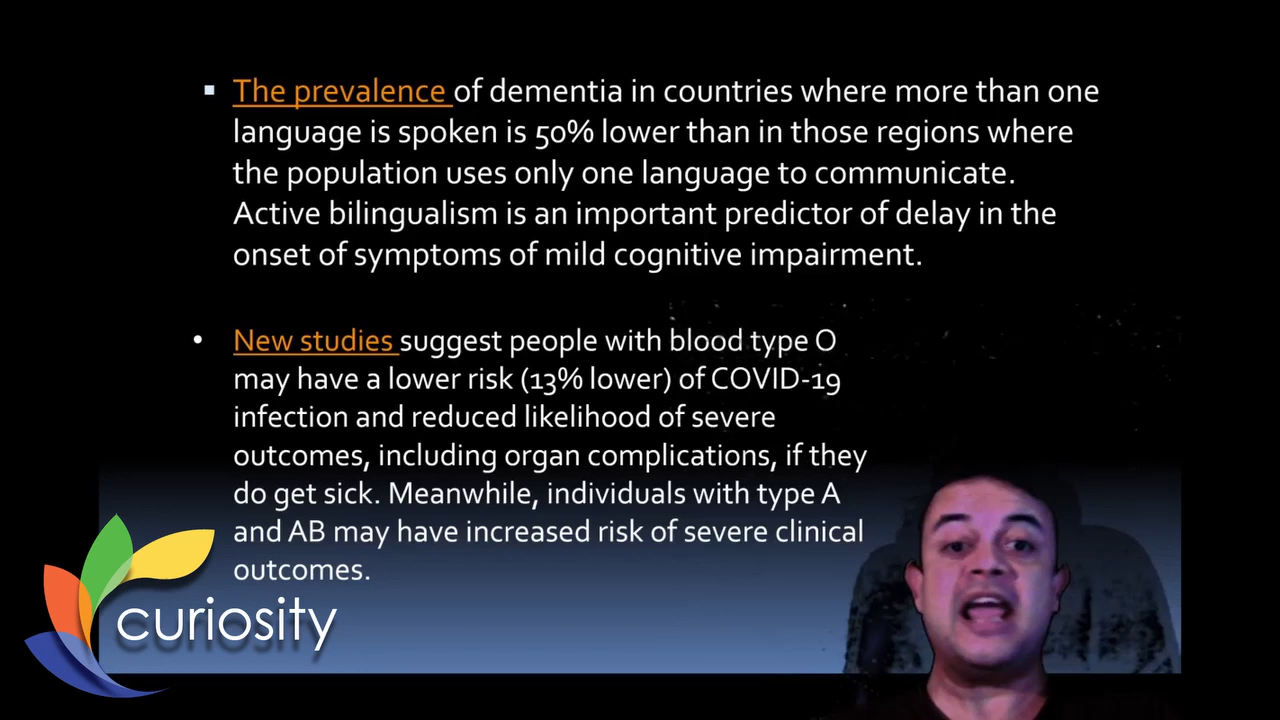 ▪ The prevalence of dementia in countries where more than one
language is spoken is 50% lower than in those regions where
the population uses only one language to communicate.
Active bilingualism is an important predictor of delay in the
onset of symptoms of mild cognitive impairment.
• New studies suggest people with blood type O
may have a lower risk (13% lower) of COVID-19
infection and reduced likelihood of severe
outcomes, including organ complications, if they
do get sick. Meanwhile, individuals with type A
and AB may have increased risk of severe clinical
outcomes.
curiosity